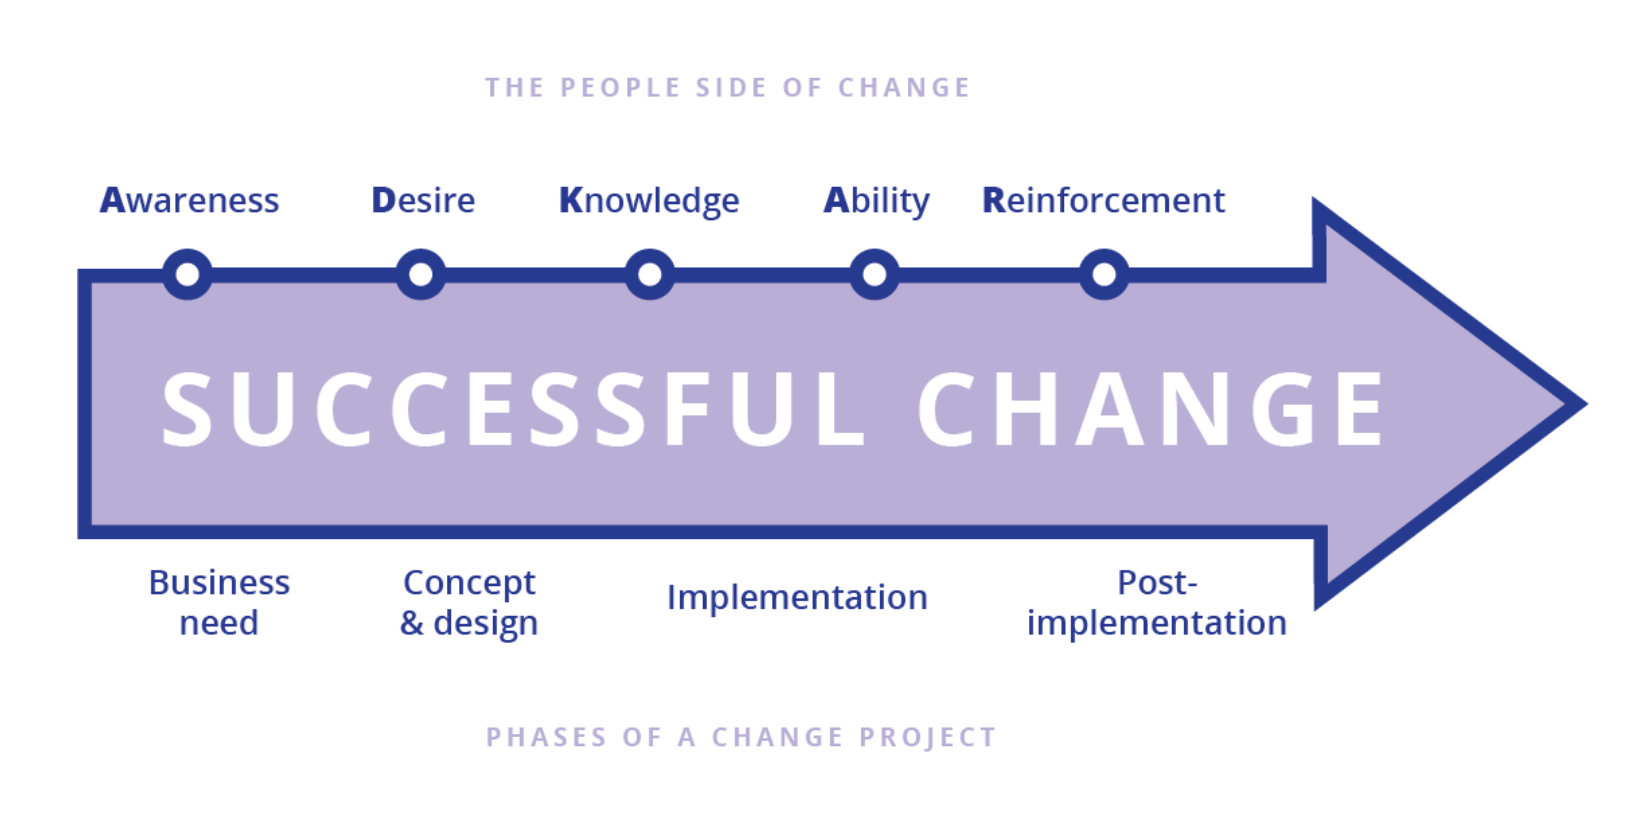 THE PEOPLE SIDE OF CHANGE
Awareness Desire Knowledge Ability Reinforcement
SUCCESSFUL CHANGE
Business
need
Concept
& design
Implementation
Post-
implementation
PHASES OF A CHANGE PROJECT